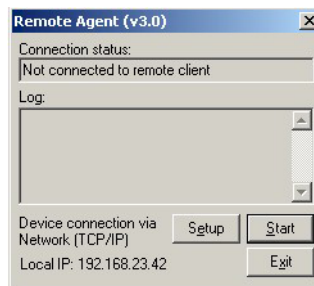 Remote Agent (v3.0)
Connection status:
Not connected to remote client
Log:
Device connection via
Network (TCP/IP)
Setup
Start
Local IP: 192.168.23.42
Exit